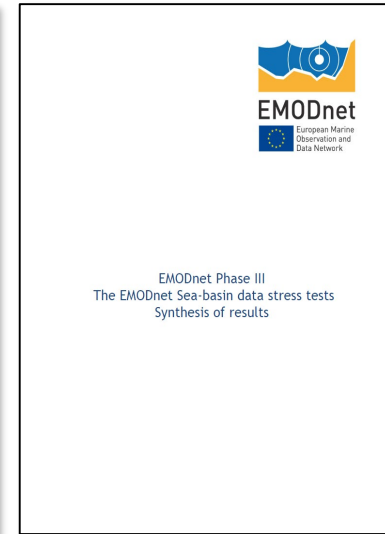 EMODnet
European Marine
Observation and
Data Network
EMODnet Phase III
The EMODnet Sea-basin data stress tests
Synthesis of results